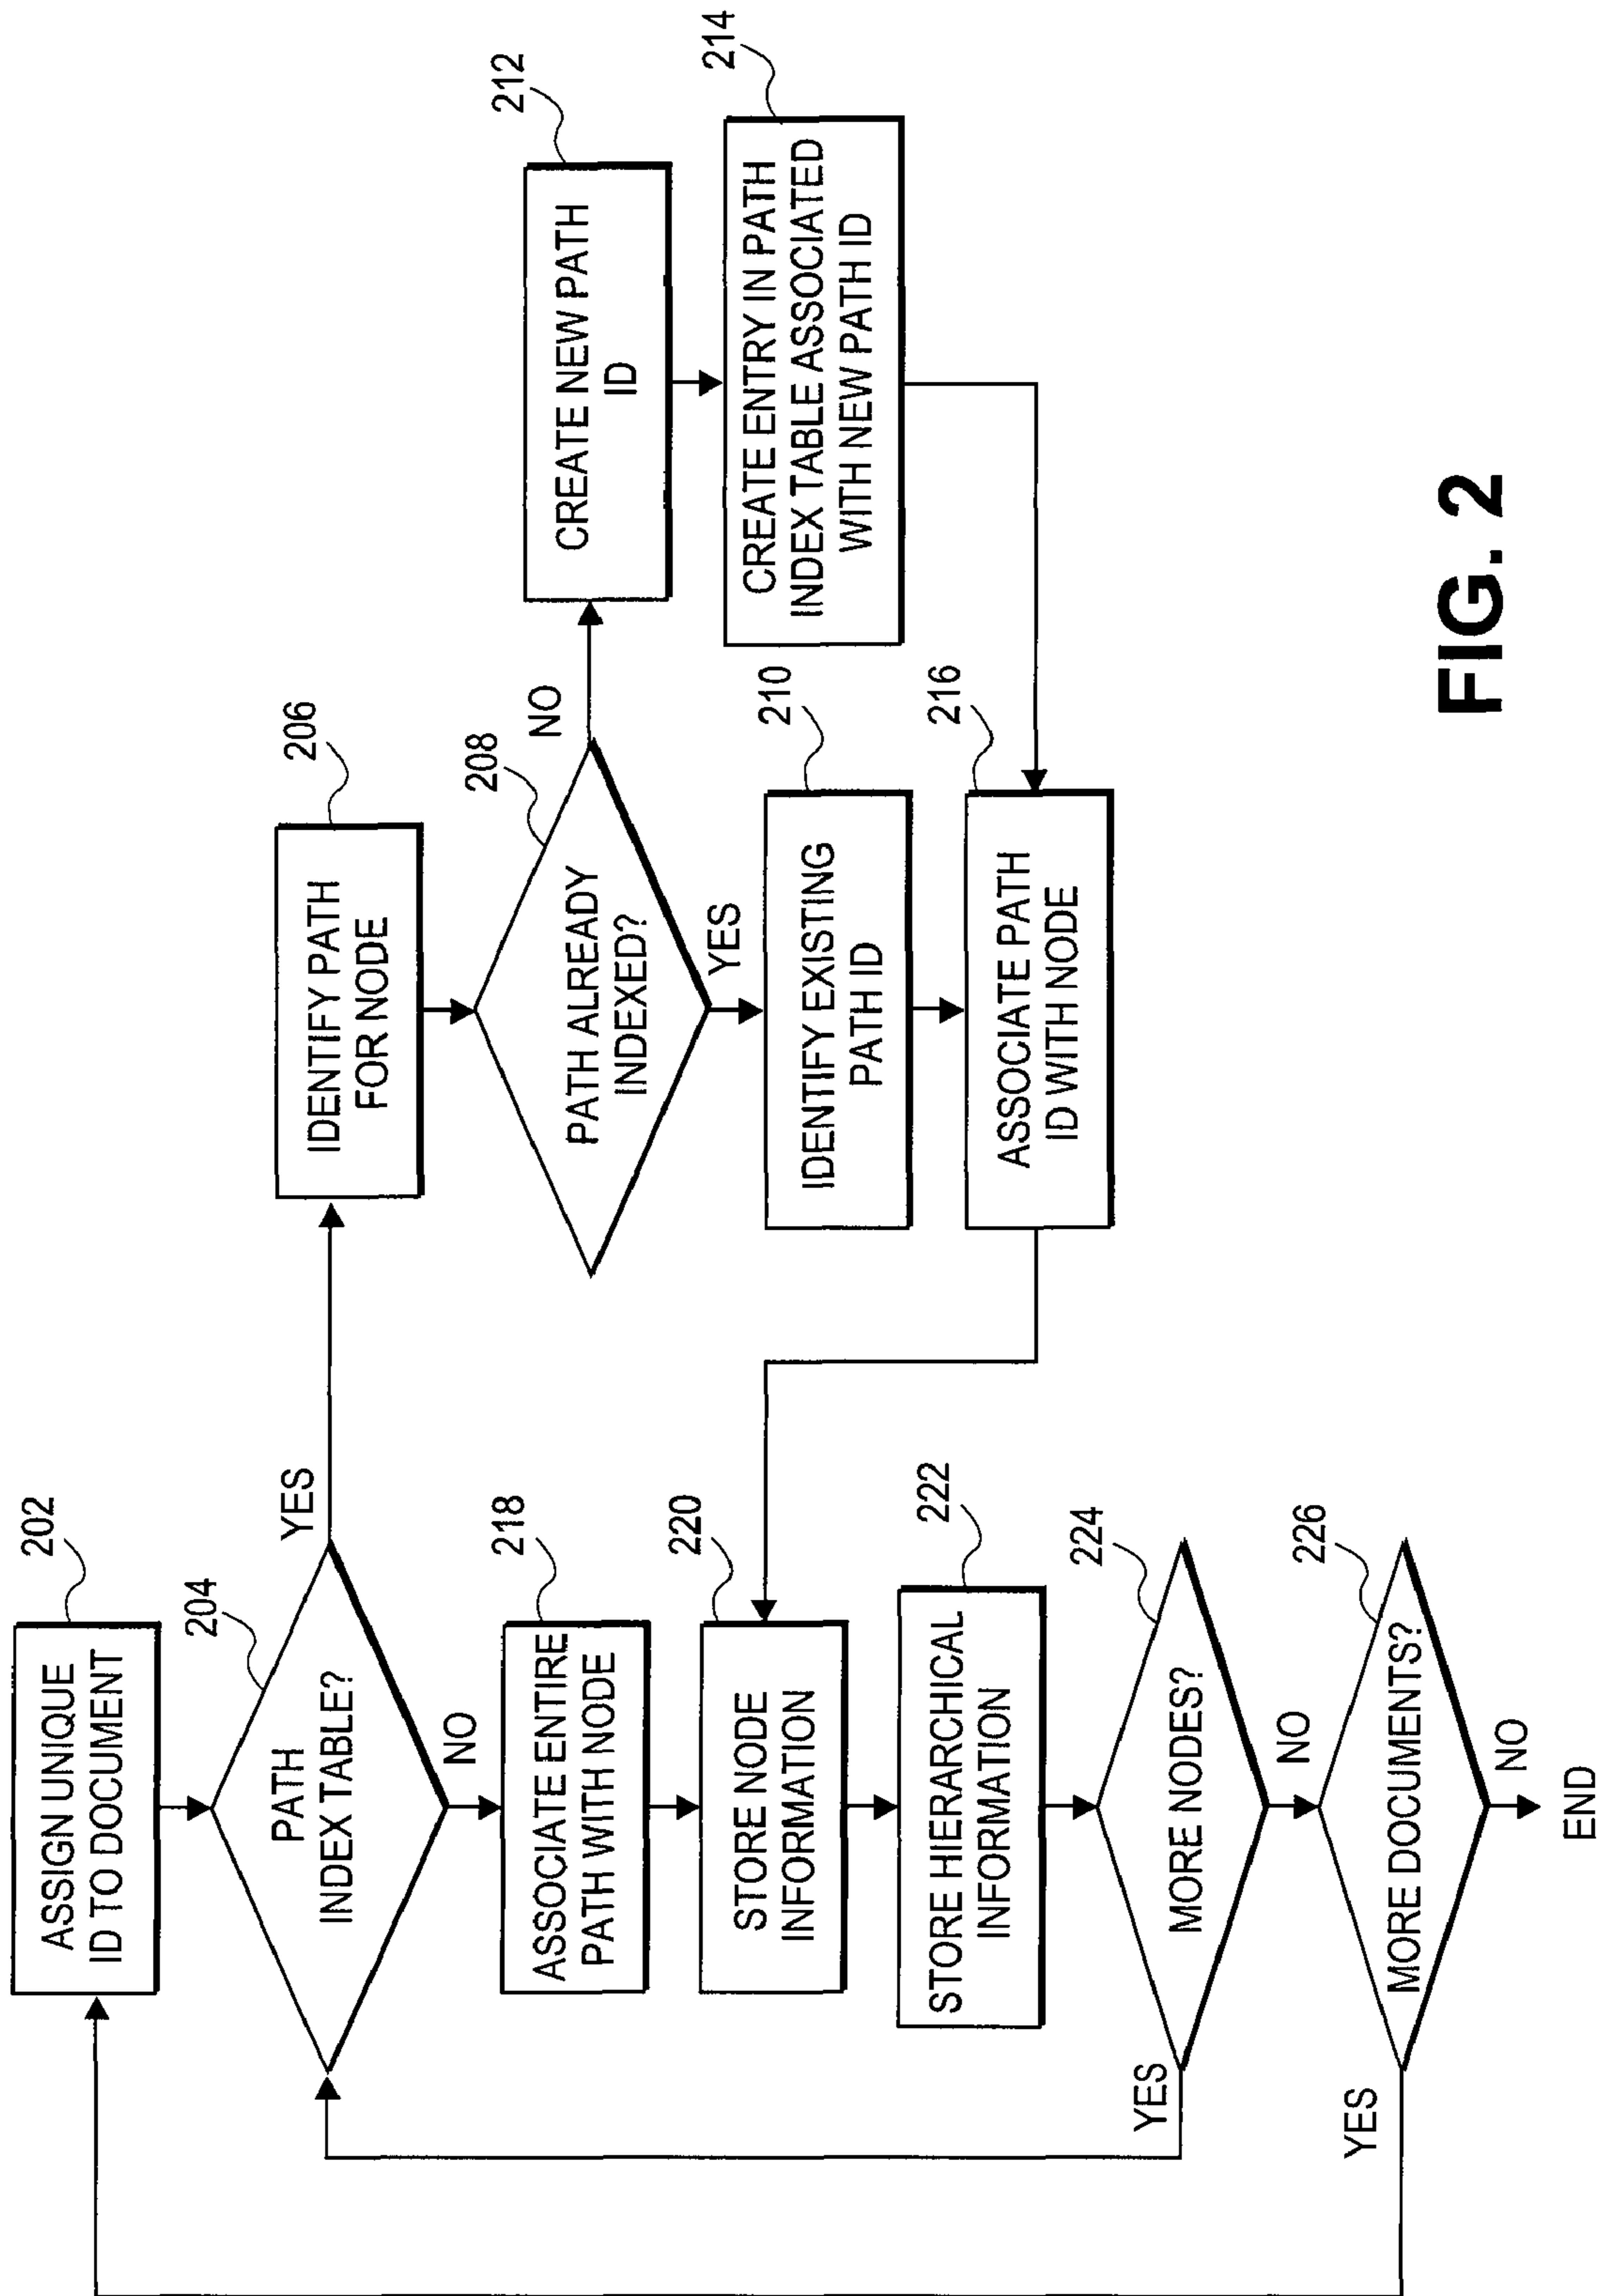 202
ASSIGN UNIQUE
ID TO DOCUMENT
204
PATH
INDEX TABLE?
YES
NO
206
IDENTIFY PATH
FOR NODE
208
PATH ALREADY
INDEXED?
NO
YES
212
CREATE NEW PATH
ID
214
CREATE ENTRY IN PATH
INDEX TABLE ASSOCIATED
WITH NEW PATH ID
210
IDENTIFY EXISTING
PATH ID
216
ASSOCIATE PATH
ID WITH NODE
218
ASSOCIATE ENTIRE
PATH WITH NODE
220
STORE NODE
INFORMATION
222
STORE HIERARCHICAL
INFORMATION
224
MORE NODES?
YES
NO
226
MORE DOCUMENTS?
YES
NO
END
FIG. 2